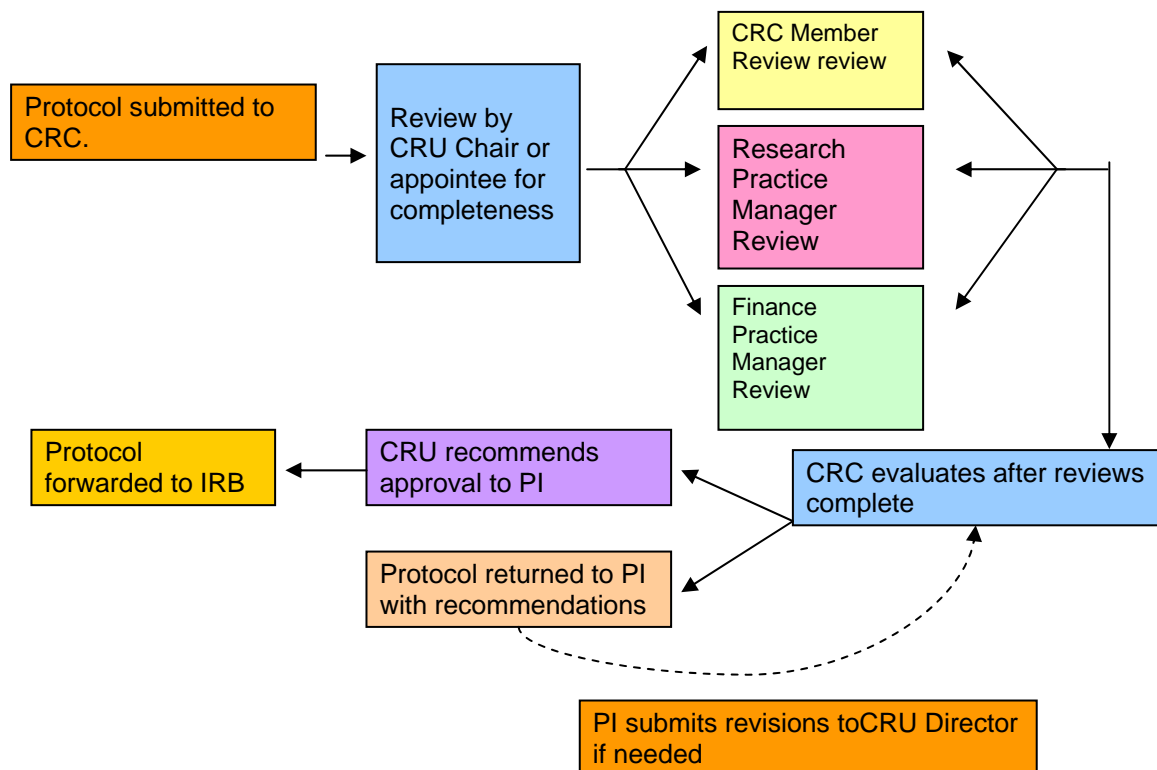 Protocol submitted to
CRC.
Review by
CRU Chair or
appointee for
completeness
CRC Member
Review review
Research
Practice
Manager
Review
Finance
Practice
Manager
Review
CRC evaluates after reviews
complete
CRU recommends
approval to PI
Protocol
forwarded to IRB
Protocol returned to PI
with recommendations
PI submits revisions toCRU Director
if needed